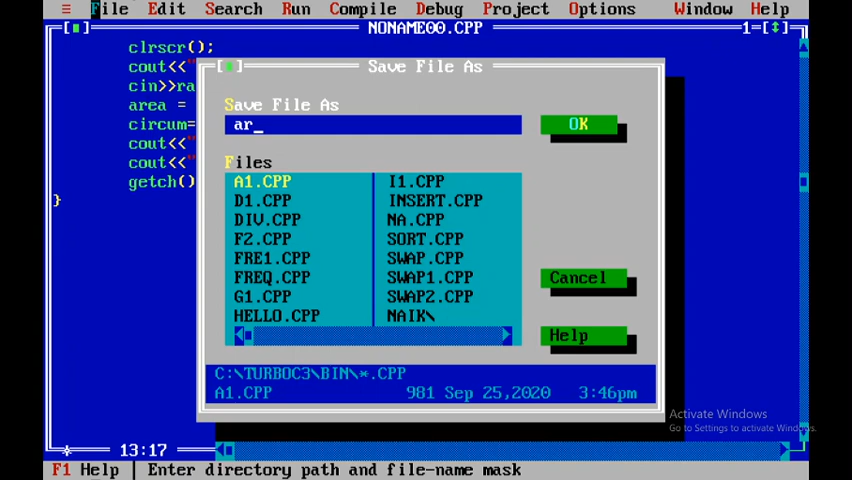 ≡ File Edit Search Run Compile Debug Project Options Window Help
[■] NONAME00.CPP 1=[↕]
clrscr();
cout<<"
cin>>ra
area =
circum=
cout<<"
cout<<"
getch()
}
[■] Save File As
Save File As
ar_ OK
Files
A1.CPP I1.CPP
D1.CPP INSERT.CPP
DIV.CPP NA.CPP
F2.CPP SORT.CPP
FRE1.CPP SWAP.CPP
FREQ.CPP SWAP1.CPP
G1.CPP SWAP2.CPP
HELLO.CPP NAIK\
Cancel
Help
C:\TURBOC3\BIN\*.CPP
A1.CPP 981 Sep 25,2020 3:46pm
Activate Windows
Go to Settings to activate Windows.
* 13:17
F1 Help | Enter directory path and file-name mask